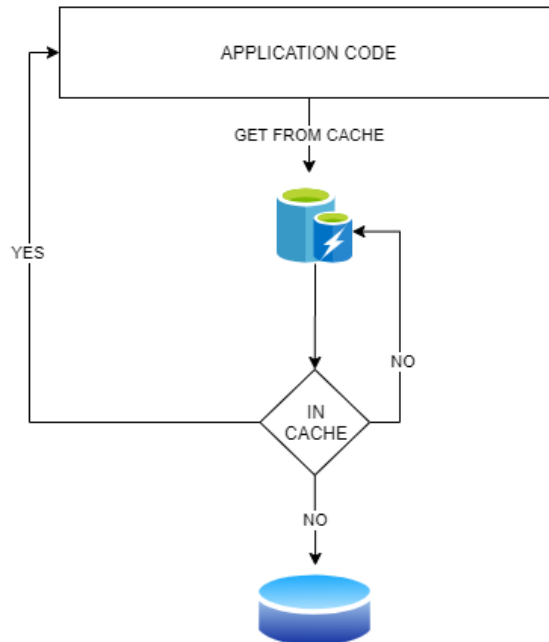 APPLICATION CODE
GET FROM CACHE
YES
NO
IN
CACHE
NO